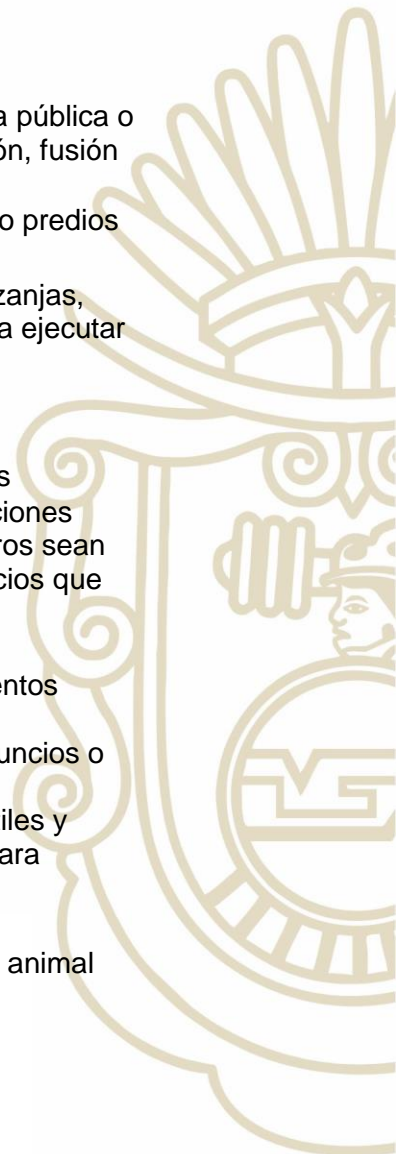 a pública o
ón, fusión
o predios
zanjas,
a ejecutar
s
ciones
ros sean
cios que
entos
uncios o
iles y
ara
animal